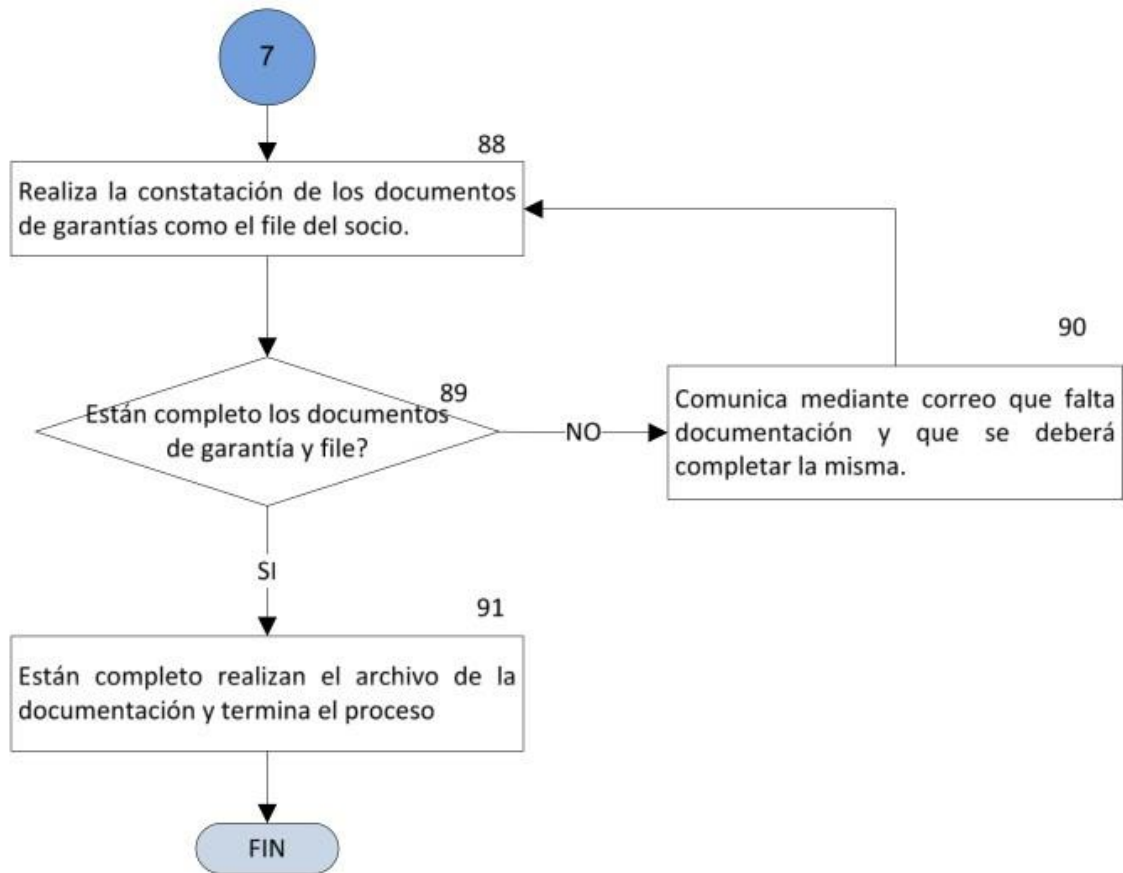 7
88
Realiza la constatación de los documentos
de garantías como el file del socio.
89
Están completo los documentos
de garantía y file?
NO
90
Comunica mediante correo que falta
documentación y que se deberá
completar la misma.
SI
91
Están completo realizan el archivo de la
documentación y termina el proceso
FIN